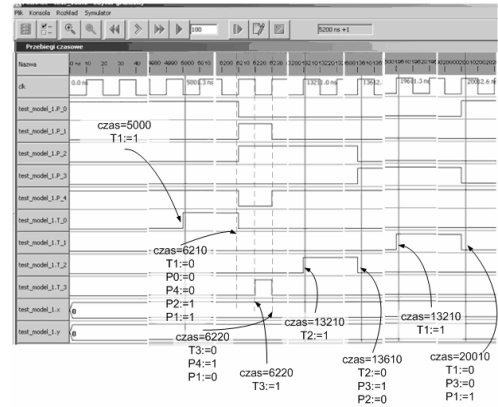 Plik Konsola Rozkład Symulator
100
5200 ns +1
Przebiegi czasowe
Nazwa
clk
test_model_1.P_0
test_model_1.P_1
test_model_1.P_2
test_model_1.P_3
test_model_1.P_4
test_model_1.T_0
test_model_1.T_1
test_model_1.T_2
test_model_1.T_3
test_model_1.x
test_model_1.y
czas=5000
T1:=1
czas=6210
T1:=0
P0:=0
P4:=0
P2:=1
P1:=1
czas=6220
T3:=0
P4:=1
P1:=0
czas=6220
T3:=1
czas=13210
T2:=1
czas=13610
T2:=0
P3:=1
P2:=0
czas=13210
T1:=1
czas=20010
T1:=0
P3:=0
P1:=1